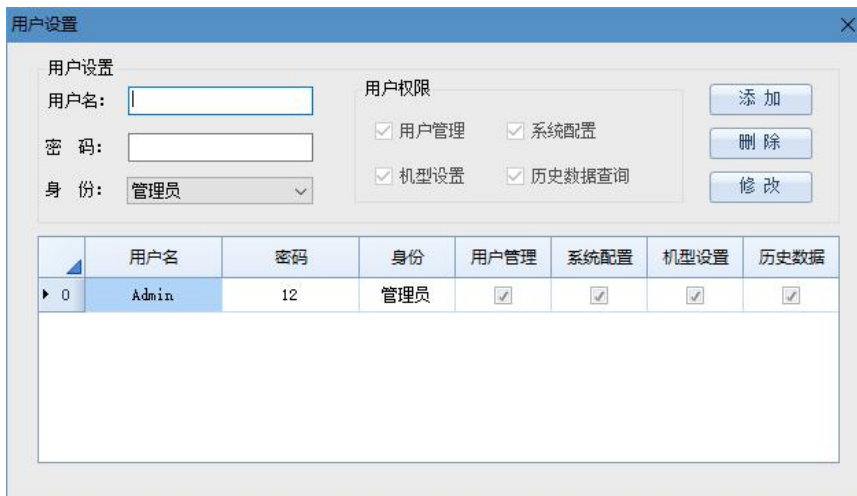 用户设置
用户设置
用户名:
密 码:
身 份: 管理员
用户权限
用户管理 系统配置
机型设置 历史数据查询
添 加
删 除
修 改
用户名 密码 身份 用户管理 系统配置 机型设置 历史数据
0 Admin 12 管理员